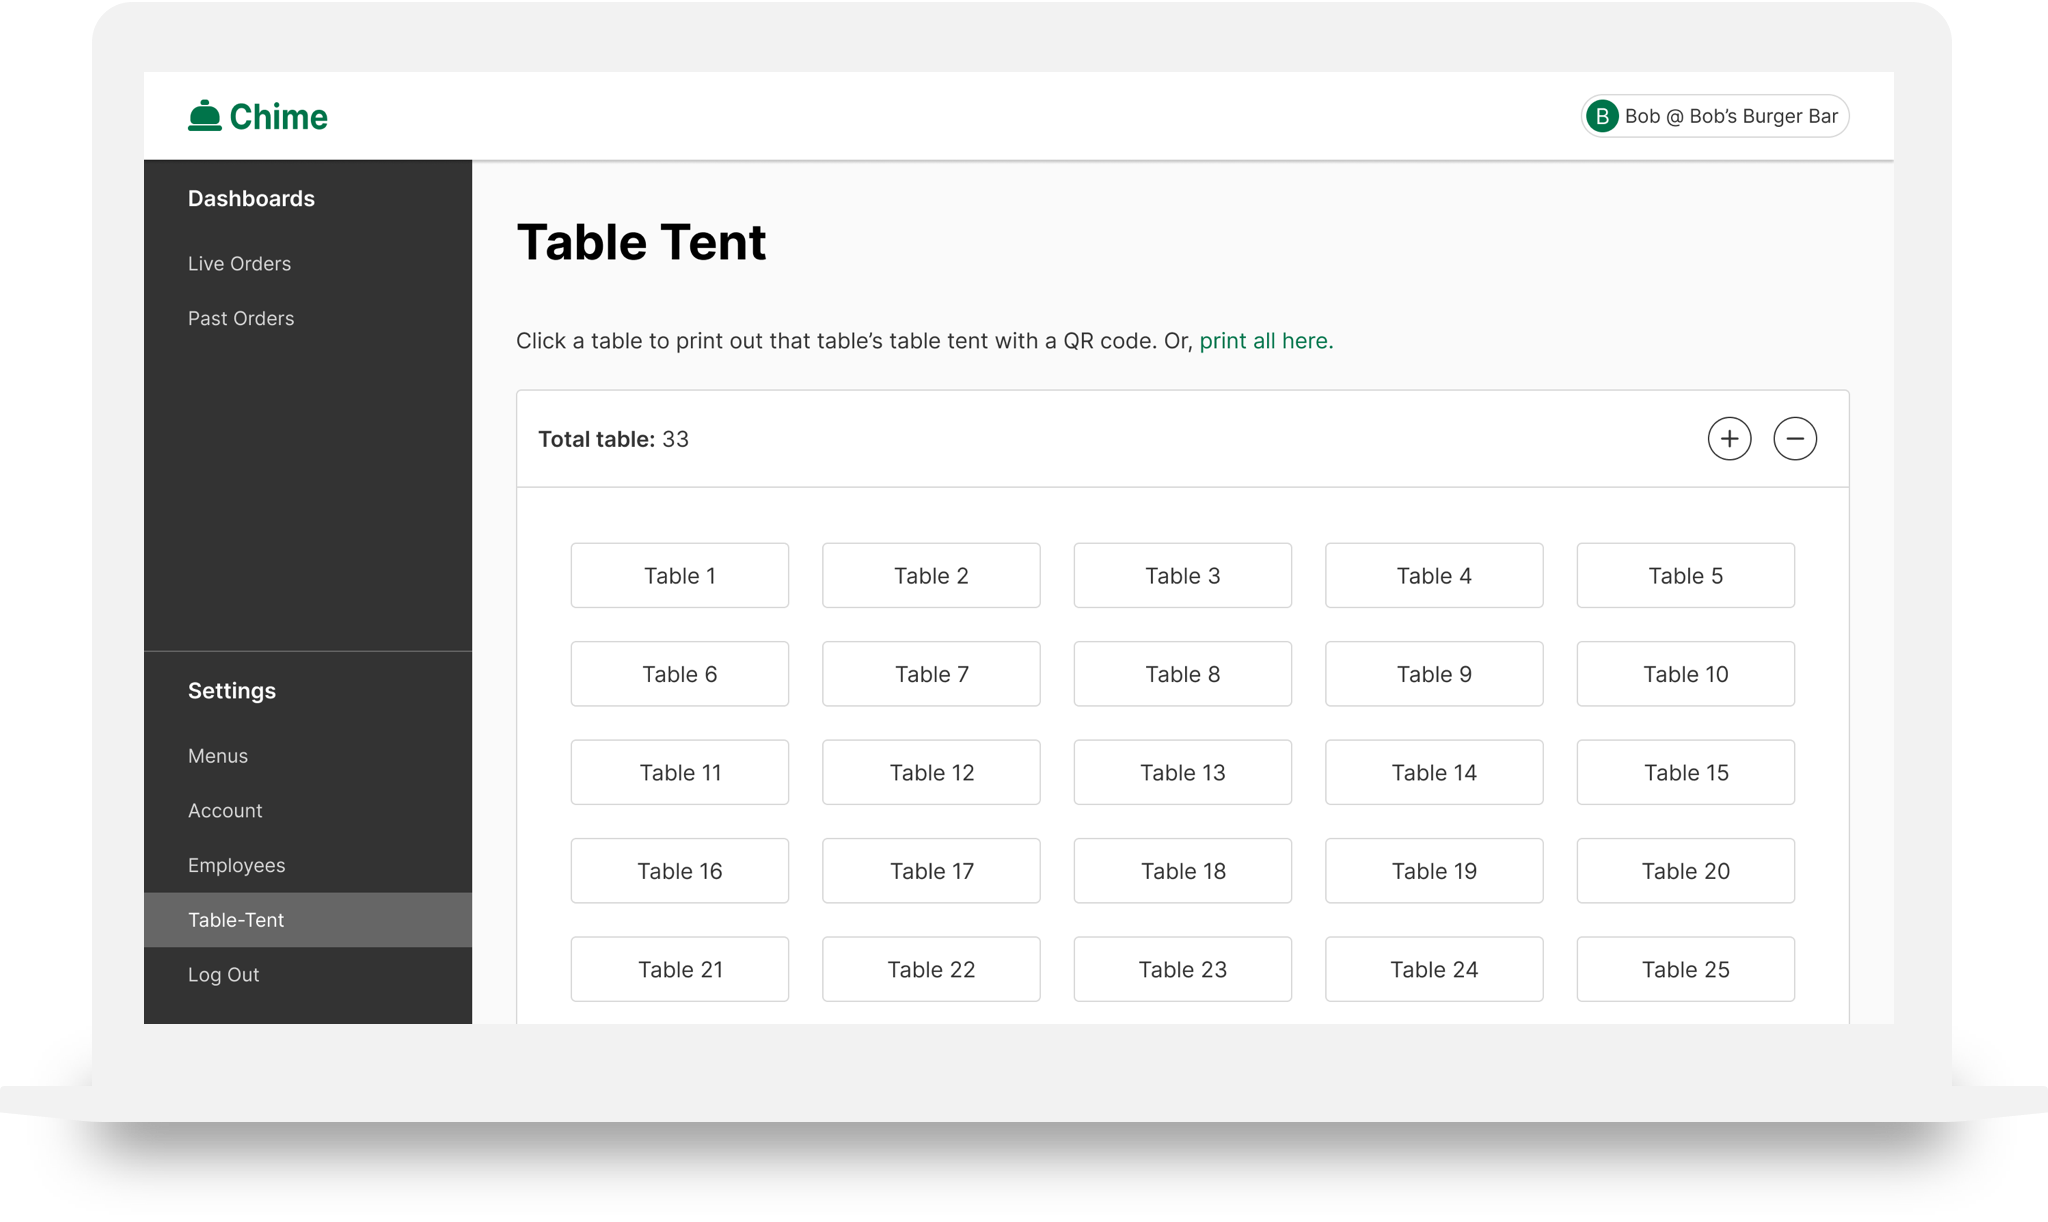 Chime
B Bob @ Bob’s Burger Bar
Dashboards
Live Orders
Past Orders
Settings
Menus
Account
Employees
Table-Tent
Log Out
Table Tent
Click a table to print out that table’s table tent with a QR code. Or, print all here.
Total table: 33
Table 1 Table 2 Table 3 Table 4 Table 5
Table 6 Table 7 Table 8 Table 9 Table 10
Table 11 Table 12 Table 13 Table 14 Table 15
Table 16 Table 17 Table 18 Table 19 Table 20
Table 21 Table 22 Table 23 Table 24 Table 25